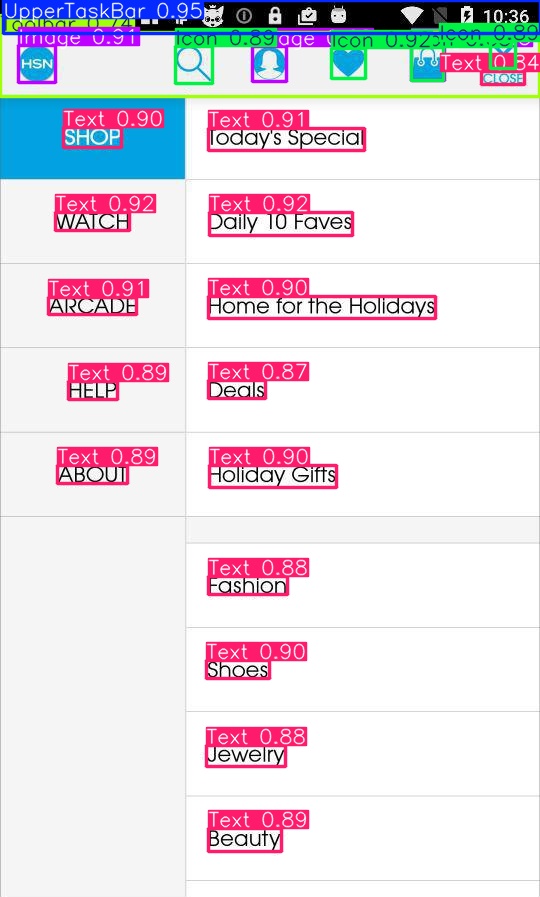 UpperTaskBar 0.95
10:36
Toolbar 0.74
Image 0.91
Icon 0.89
Icon 0.92
Icon 0.89
HSN
Text 0.84
CLOSE
Text 0.90
SHOP
Text 0.91
Today's Special
Text 0.92
WATCH
Text 0.92
Daily 10 Faves
Text 0.91
ARCADE
Text 0.90
Home for the Holidays
Text 0.89
HELP
Text 0.87
Deals
Text 0.89
ABOUT
Text 0.90
Holiday Gifts
Text 0.88
Fashion
Text 0.90
Shoes
Text 0.88
Jewelry
Text 0.89
Beauty